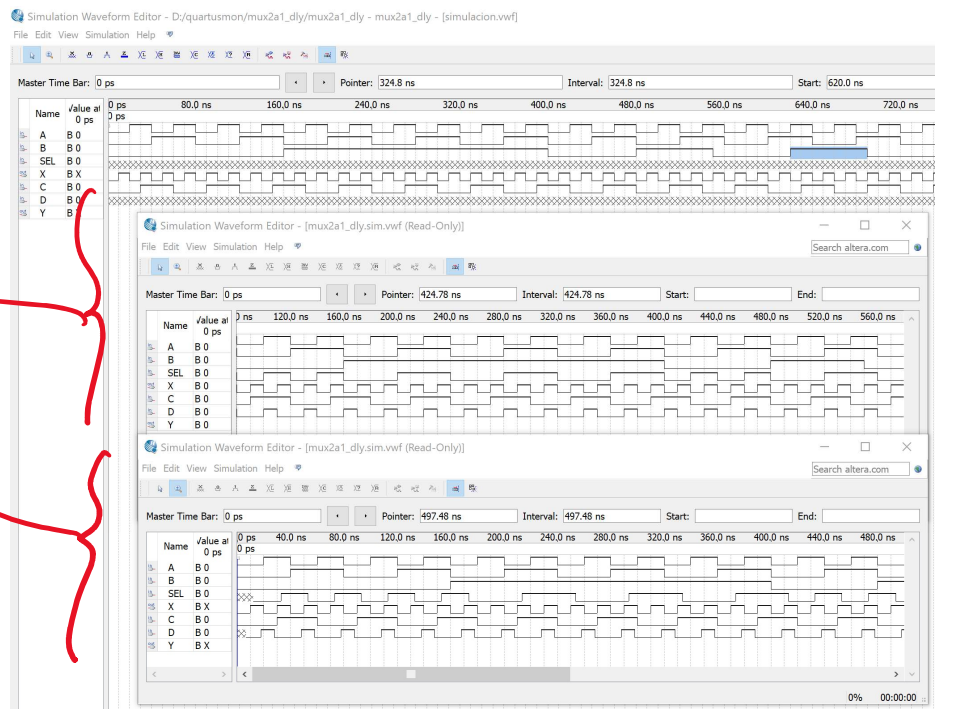 Simulation Waveform Editor - D:/quartusmon/mux2a1_dly/mux2a1_dly - mux2a1_dly - [simulacion.vwf]
File Edit View Simulation Help
Master Time Bar: 0 ps Pointer: 324.8 ns Interval: 324.8 ns Start: 620.0 ns
Name Value at 0 ps
0 ps 80.0 ns 160.0 ns 240.0 ns 320.0 ns 400.0 ns 480.0 ns 560.0 ns 640.0 ns 720.0 ns
0 ps
A B 0
B B 0
SEL B 0
X B X
C B 0
D B 0
Y B
Simulation Waveform Editor - [mux2a1_dly.sim.vwf (Read-Only)]
File Edit View Simulation Help Search altera.com
Master Time Bar: 0 ps Pointer: 424.78 ns Interval: 424.78 ns Start: End:
Name Value at 0 ps
ns 120.0 ns 160.0 ns 200.0 ns 240.0 ns 280.0 ns 320.0 ns 360.0 ns 400.0 ns 440.0 ns 480.0 ns 520.0 ns 560.0 ns
A B 0
B B 0
SEL B 0
X B 0
C B 0
D B 0
Y B 0
Simulation Waveform Editor - [mux2a1_dly.sim.vwf (Read-Only)]
File Edit View Simulation Help Search altera.com
Master Time Bar: 0 ps Pointer: 497.48 ns Interval: 497.48 ns Start: End:
Name Value at 0 ps
0 ps 40.0 ns 80.0 ns 120.0 ns 160.0 ns 200.0 ns 240.0 ns 280.0 ns 320.0 ns 360.0 ns 400.0 ns 440.0 ns 480.0 ns
0 ps
A B 0
B B 0
SEL B 0
X B X
C B 0
D B 0
Y B X
0% 00:00:00